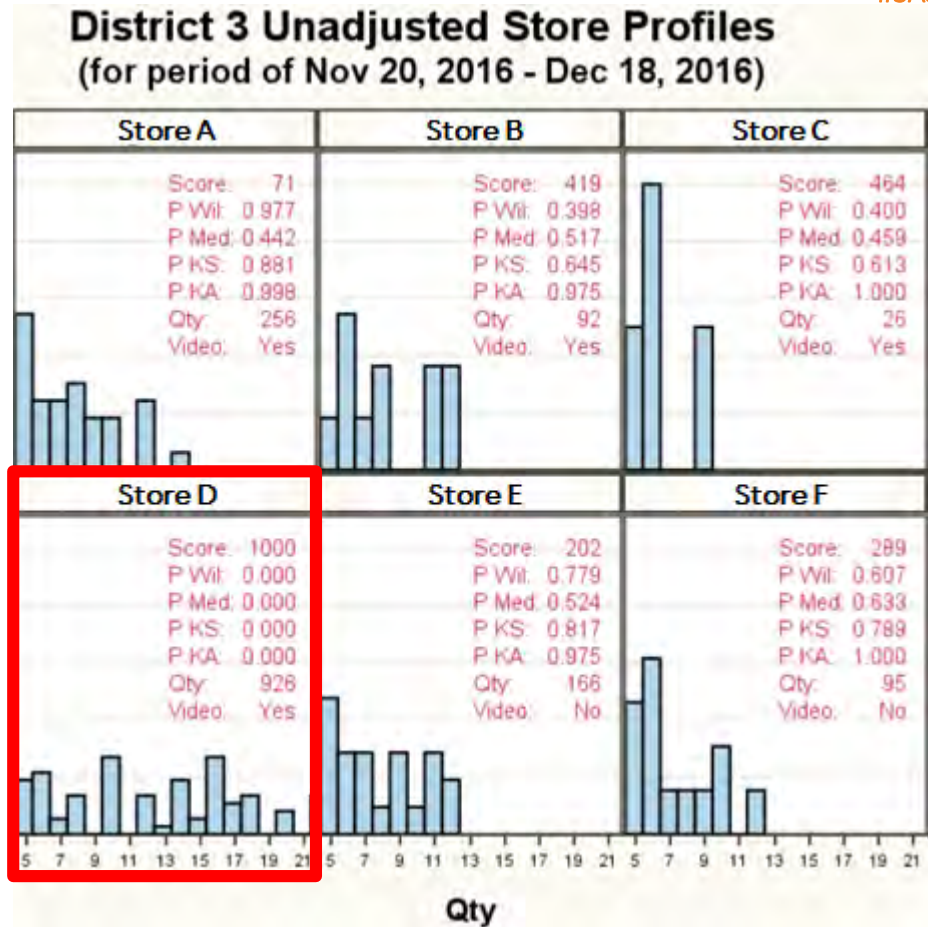 District 3 Unadjusted Store Profiles
(for period of Nov 20, 2016 - Dec 18, 2016)
Store A
Score: 71
P Wil: 0.977
P Med: 0.442
P KS: 0.881
P KA: 0.998
Qty: 256
Video: Yes
Store B
Score: 419
P Wil: 0.398
P Med: 0.517
P KS: 0.645
P KA: 0.975
Qty: 92
Video: Yes
Store C
Score: 464
P Wil: 0.400
P Med: 0.459
P KS: 0.613
P KA: 1.000
Qty: 26
Video: Yes
Store D
Score: 1000
P Wil: 0.000
P Med: 0.000
P KS: 0.000
P KA: 0.000
Qty: 926
Video: Yes
5 7 9 11 13 15 17 19 21
Store E
Score: 202
P Wil: 0.779
P Med: 0.524
P KS: 0.817
P KA: 0.975
Qty: 166
Video: No
5 7 9 11 13 15 17 19 21
Store F
Score: 289
P Wil: 0.607
P Med: 0.633
P KS: 0.789
P KA: 1.000
Qty: 95
Video: No
5 7 9 11 13 15 17 19 21
Qty